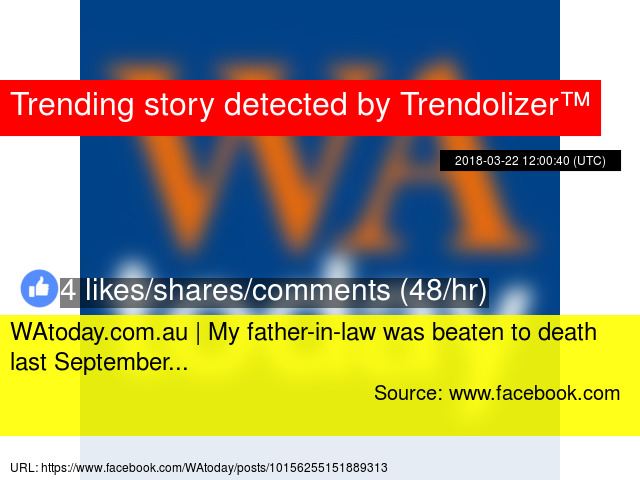 Trending story detected by Trendolizer™
2018-03-22 12:00:40 (UTC)
WA
today
4 likes/shares/comments (48/hr)
WAtoday.com.au | My father-in-law was beaten to death
last September...
Source: www.facebook.com
URL: https://www.facebook.com/WAtoday/posts/10156255151889313